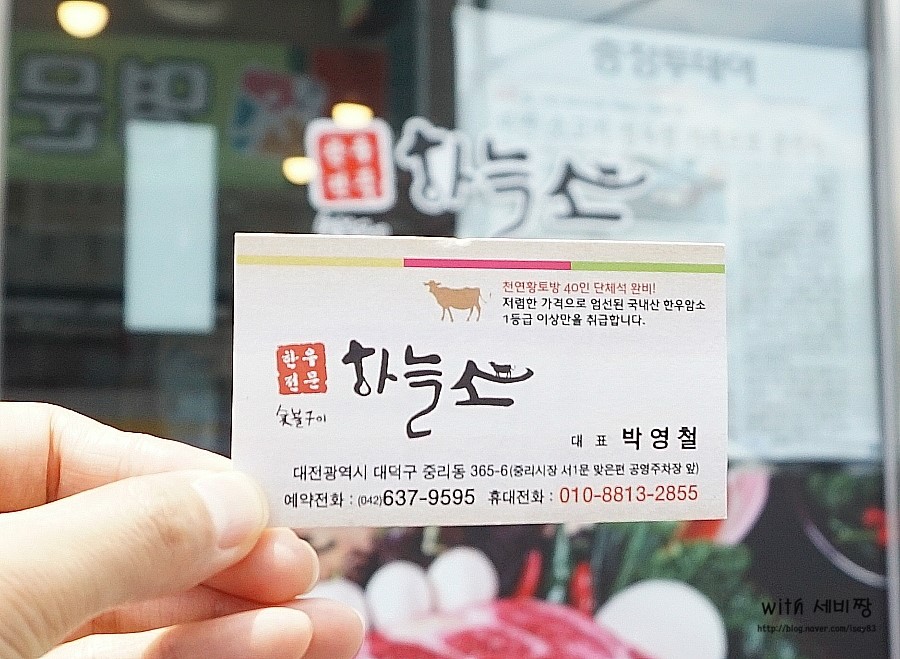 충청투데이
한우
전문
하늘소
천연황토방 40인 단체석 완비!
저렴한 가격으로 엄선된 국내산 한우암소
1등급 이상만을 취급합니다.
한우
전문
하늘소
숯불구이
대 표 박영철
대전광역시 대덕구 중리동 365-6(중리시장 서1문 맞은편 공영주차장 앞)
예약전화 : (042)637-9595 휴대전화 : 010-8813-2855
with 세비짱
http://blog.naver.com/isqy83